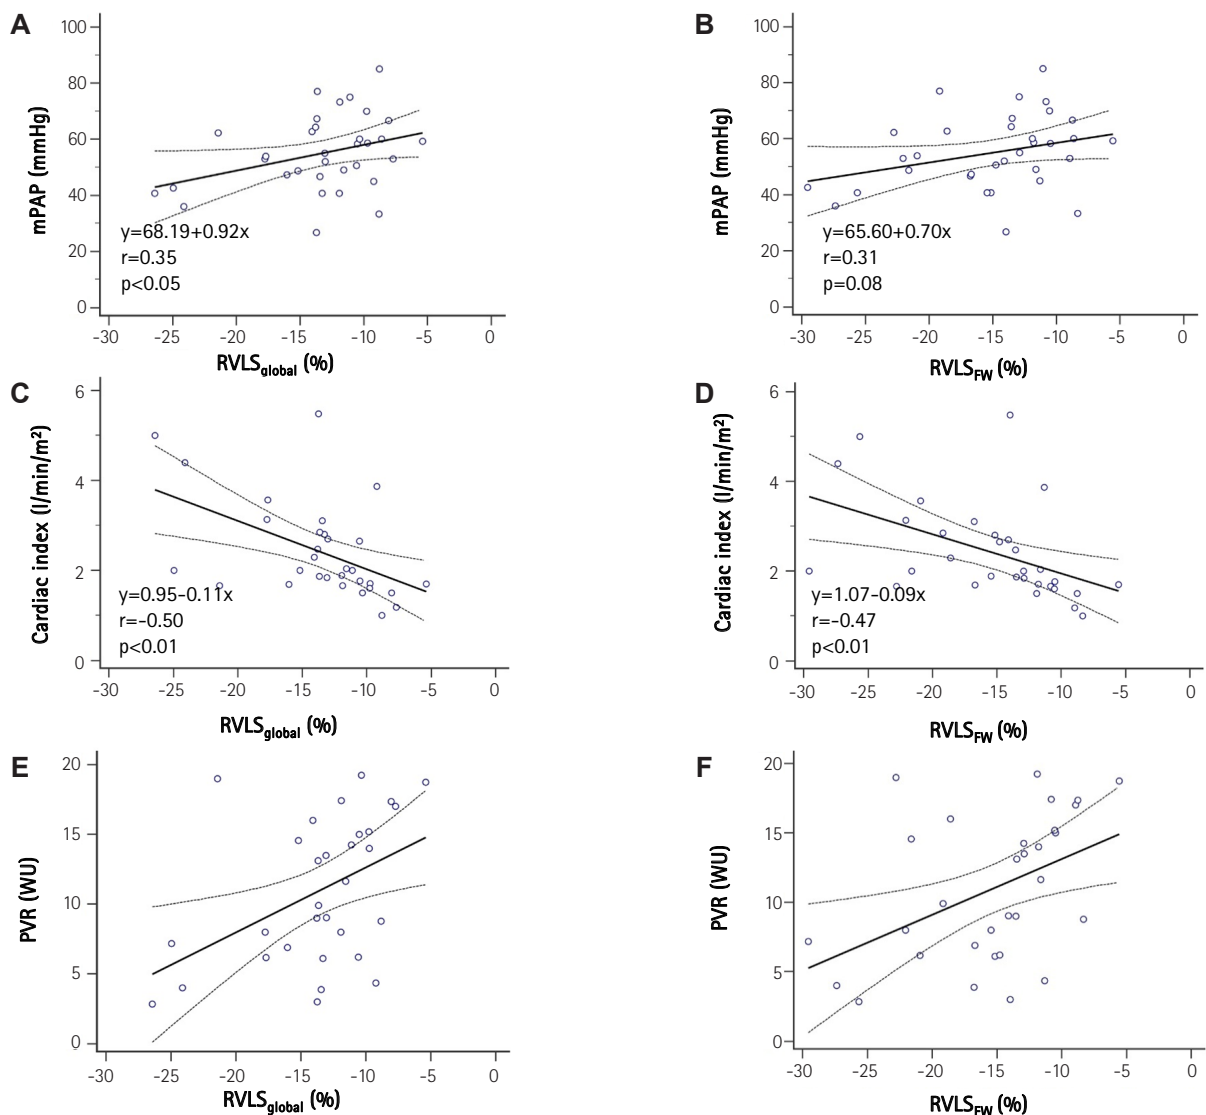 A
mPAP (mmHg)
100
80
60
40
20
0
y=68.19+0.92x
r=0.35
p<0.05
-30 -25 -20 -15 -10 -5 0
RVLSglobal (%)
B
mPAP (mmHg)
100
80
60
40
20
0
y=65.60+0.70x
r=0.31
p=0.08
-30 -25 -20 -15 -10 -5 0
RVLSFW (%)
C
Cardiac index (l/min/m²)
6
4
2
0
y=0.95-0.11x
r=-0.50
p<0.01
-30 -25 -20 -15 -10 -5 0
RVLSglobal (%)
D
Cardiac index (l/min/m²)
6
4
2
0
y=1.07-0.09x
r=-0.47
p<0.01
-30 -25 -20 -15 -10 -5 0
RVLSFW (%)
E
PVR (WU)
20
15
10
5
0
-30 -25 -20 -15 -10 -5 0
RVLSglobal (%)
F
PVR (WU)
20
15
10
5
0
-30 -25 -20 -15 -10 -5 0
RVLSFW (%)